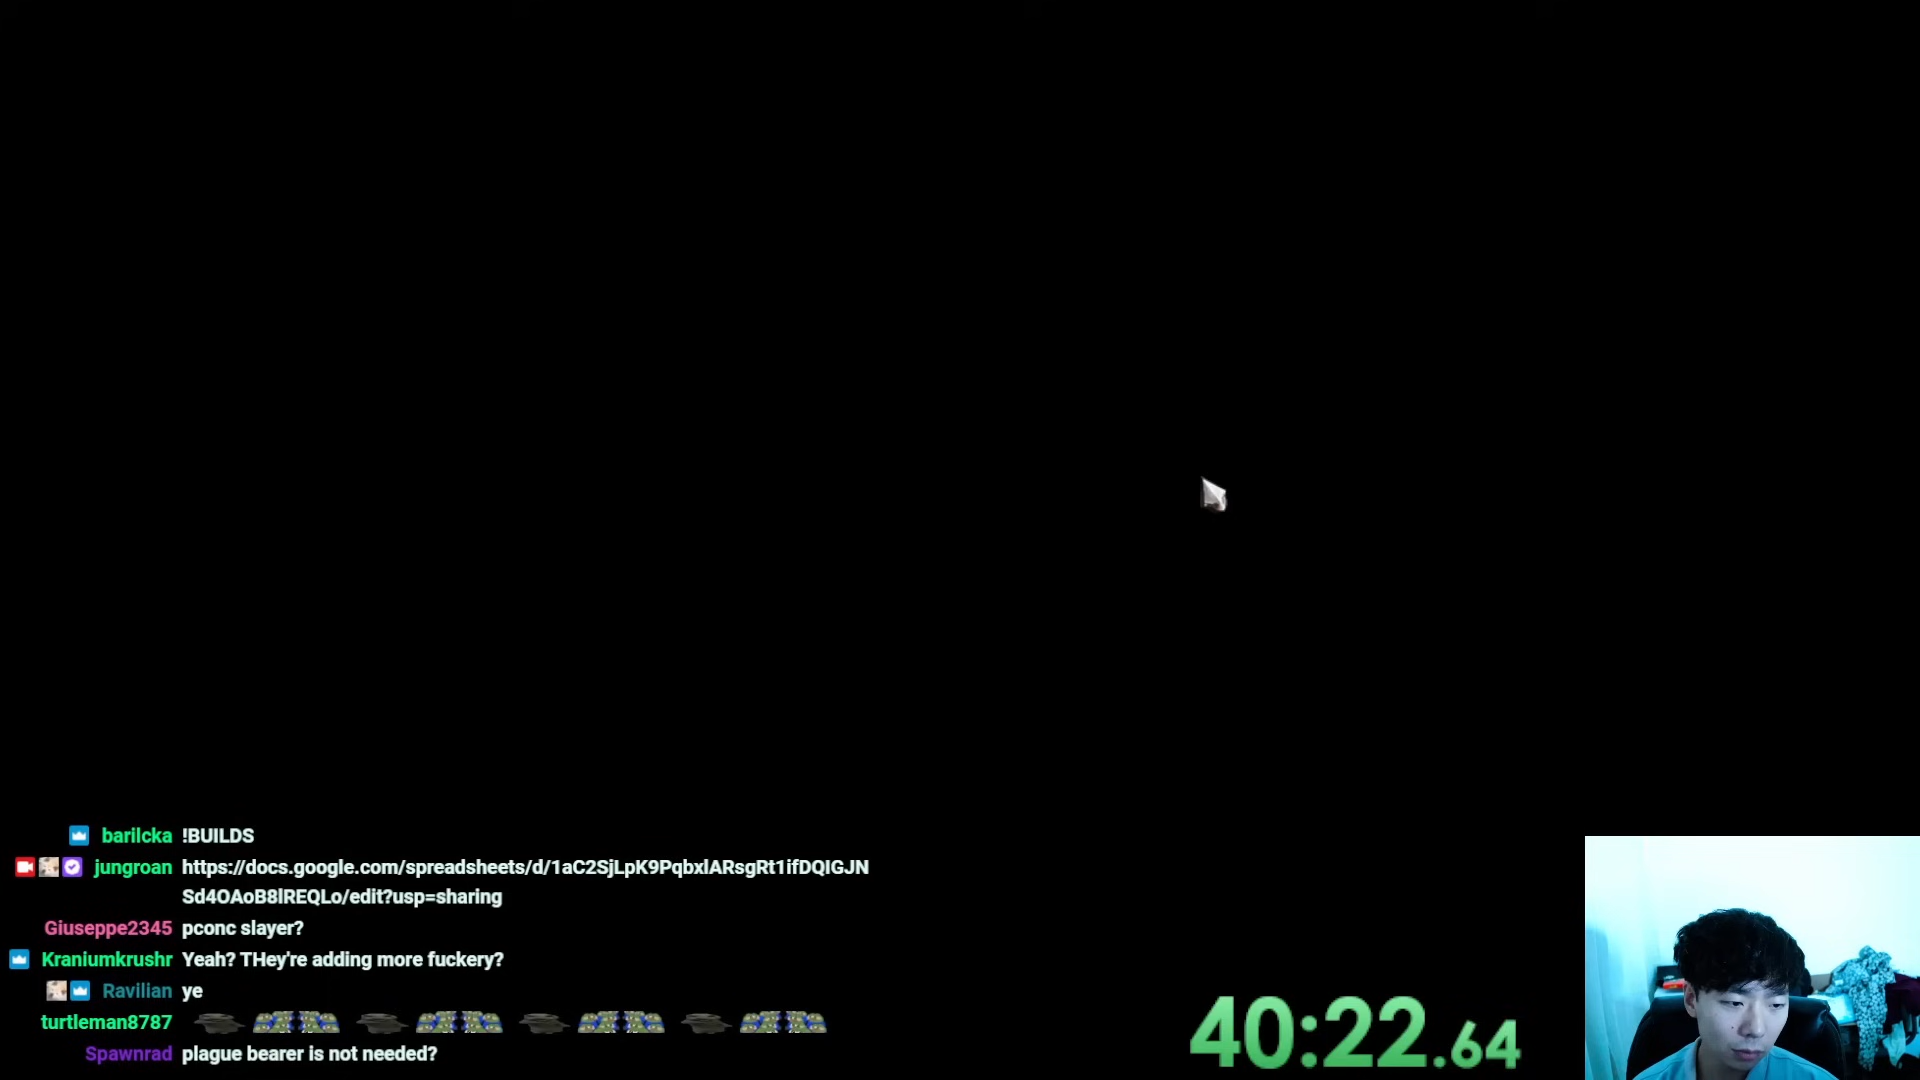 barilcka !BUILDS
jungroan https://docs.google.com/spreadsheets/d/1aC2SjLpK9PqbxlARsgRt1ifDQIGJN
Sd4OAoB8lREQLo/edit?usp=sharing
Giuseppe2345 pconc slayer?
Kraniumkrushr Yeah? THey're adding more fuckery?
Ravilian ye
turtleman8787
Spawnrad plague bearer is not needed?
40:22.64